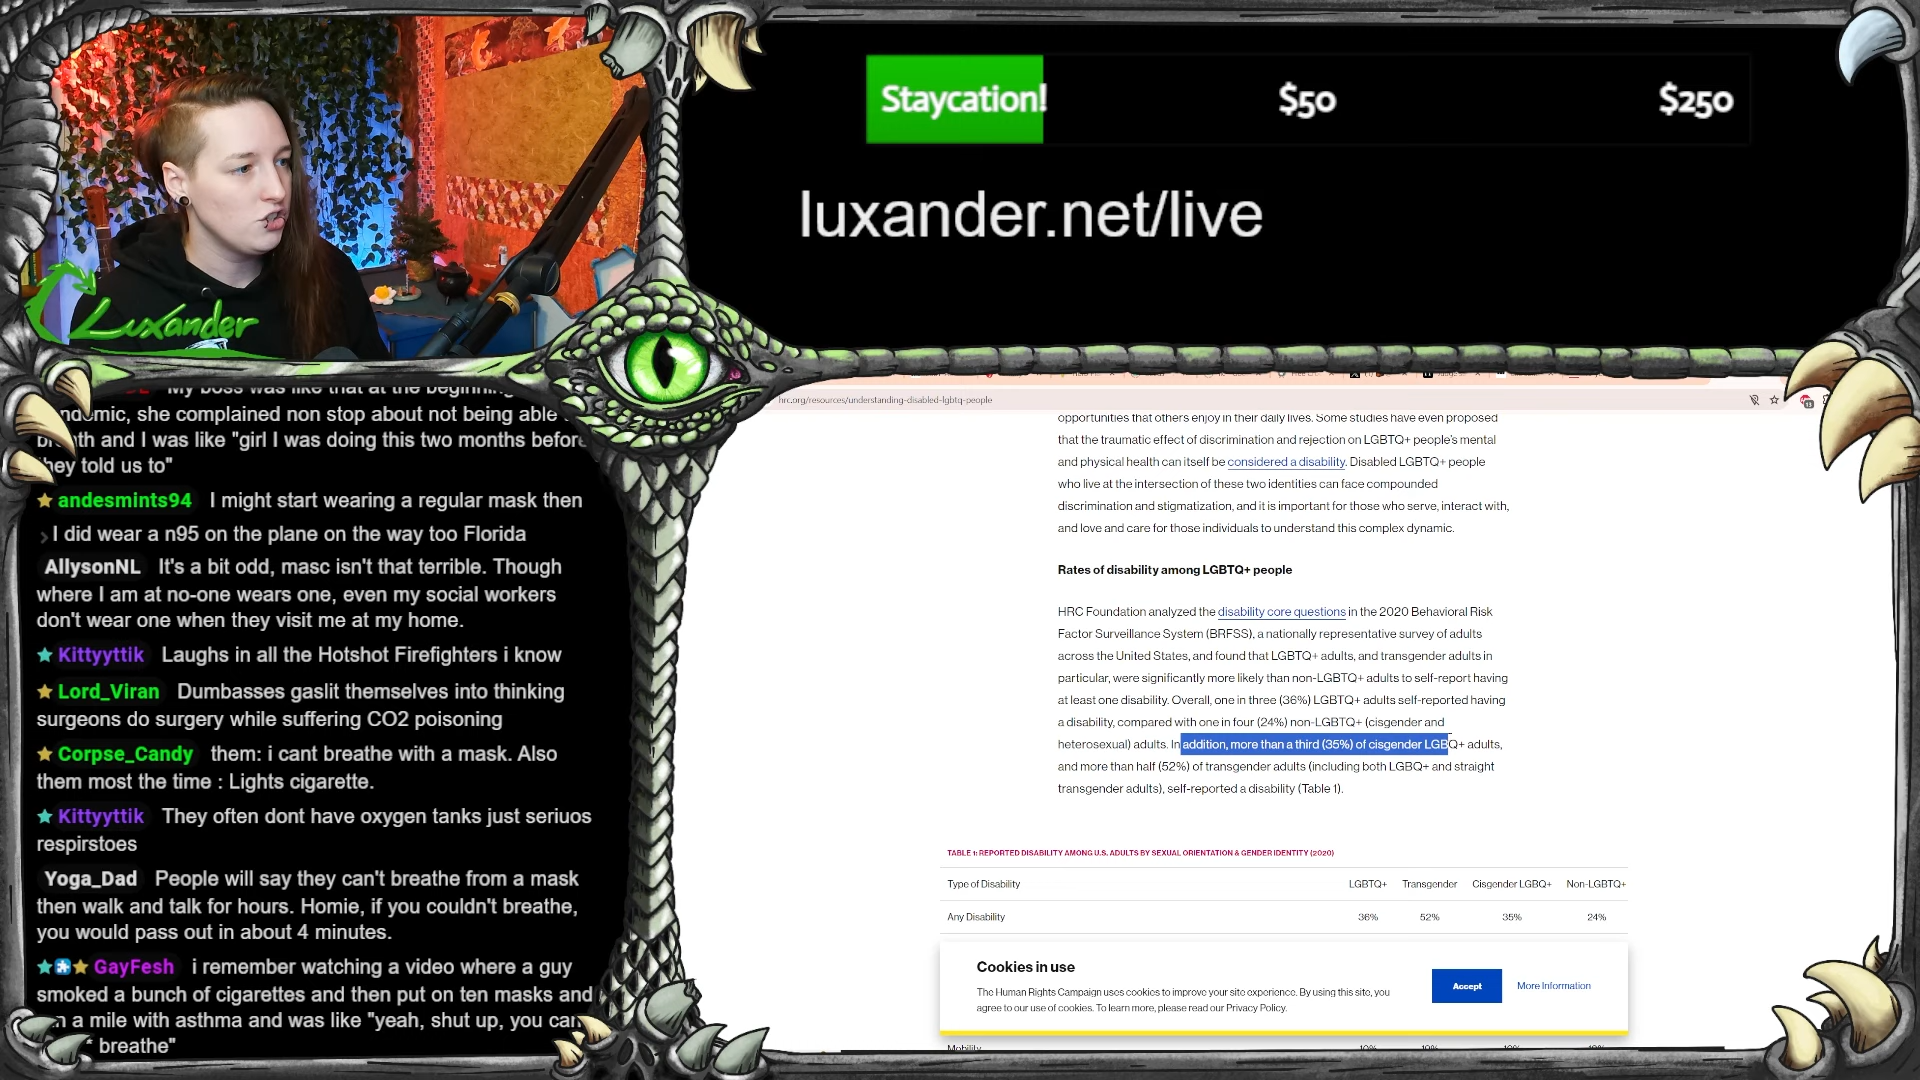 Staycation!
$50
$250
luxander.net/live
Luxander
My boss was like that at the beginning
ndemic, she complained non stop about not being able
and I was like "girl I was doing this two months before
they told us to"
andesmints94 I might start wearing a regular mask then
I did wear a n95 on the plane on the way too Florida
AllysonNL It's a bit odd, masc isn't that terrible. Though
where I am at no-one wears one, even my social workers
don't wear one when they visit me at my home.
Kittyyttik Laughs in all the Hotshot Firefighters i know
Lord_Viran Dumbasses gaslit themselves into thinking
surgeons do surgery while suffering CO2 poisoning
Corpse_Candy them: i cant breathe with a mask. Also
them most the time : Lights cigarette.
Kittyyttik They often dont have oxygen tanks just seriuos
respirstoes
Yoga_Dad People will say they can't breathe from a mask
then walk and talk for hours. Homie, if you couldn't breathe,
you would pass out in about 4 minutes.
GayFesh i remember watching a video where a guy
smoked a bunch of cigarettes and then put on ten masks and
a mile with asthma and was like "yeah, shut up, you can
breathe"
hrc.org/resources/understanding-disabled-lgbtq-people
opportunities that others enjoy in their daily lives. Some studies have even proposed
that the traumatic effect of discrimination and rejection on LGBTQ+ people's mental
and physical health can itself be considered a disability. Disabled LGBTQ+ people
who live at the intersection of these two identities can face compounded
discrimination and stigmatization, and it is important for those who serve, interact with,
and love and care for those individuals to understand this complex dynamic.
Rates of disability among LGBTQ+ people
HRC Foundation analyzed the disability core questions in the 2020 Behavioral Risk
Factor Surveillance System (BRFSS), a nationally representative survey of adults
across the United States, and found that LGBTQ+ adults, and transgender adults in
particular, were significantly more likely than non-LGBTQ+ adults to self-report having
at least one disability. Overall, one in three (36%) LGBTQ+ adults self-reported having
a disability, compared with one in four (24%) non-LGBTQ+ (cisgender and
heterosexual) adults. In addition, more than a third (35%) of cisgender LGBQ+ adults,
and more than half (52%) of transgender adults (including both LGBQ+ and straight
transgender adults), self-reported a disability (Table 1).
TABLE 1: REPORTED DISABILITY AMONG U.S. ADULTS BY SEXUAL ORIENTATION & GENDER IDENTITY (2020)
Type of Disability LGBTQ+ Transgender Cisgender LGBQ+ Non-LGBTQ+
Any Disability 36% 52% 35% 24%
Cookies in use
The Human Rights Campaign uses cookies to improve your site experience. By using this site, you
agree to our use of cookies. To learn more, please read our Privacy Policy.
Accept
More Information
Mobility